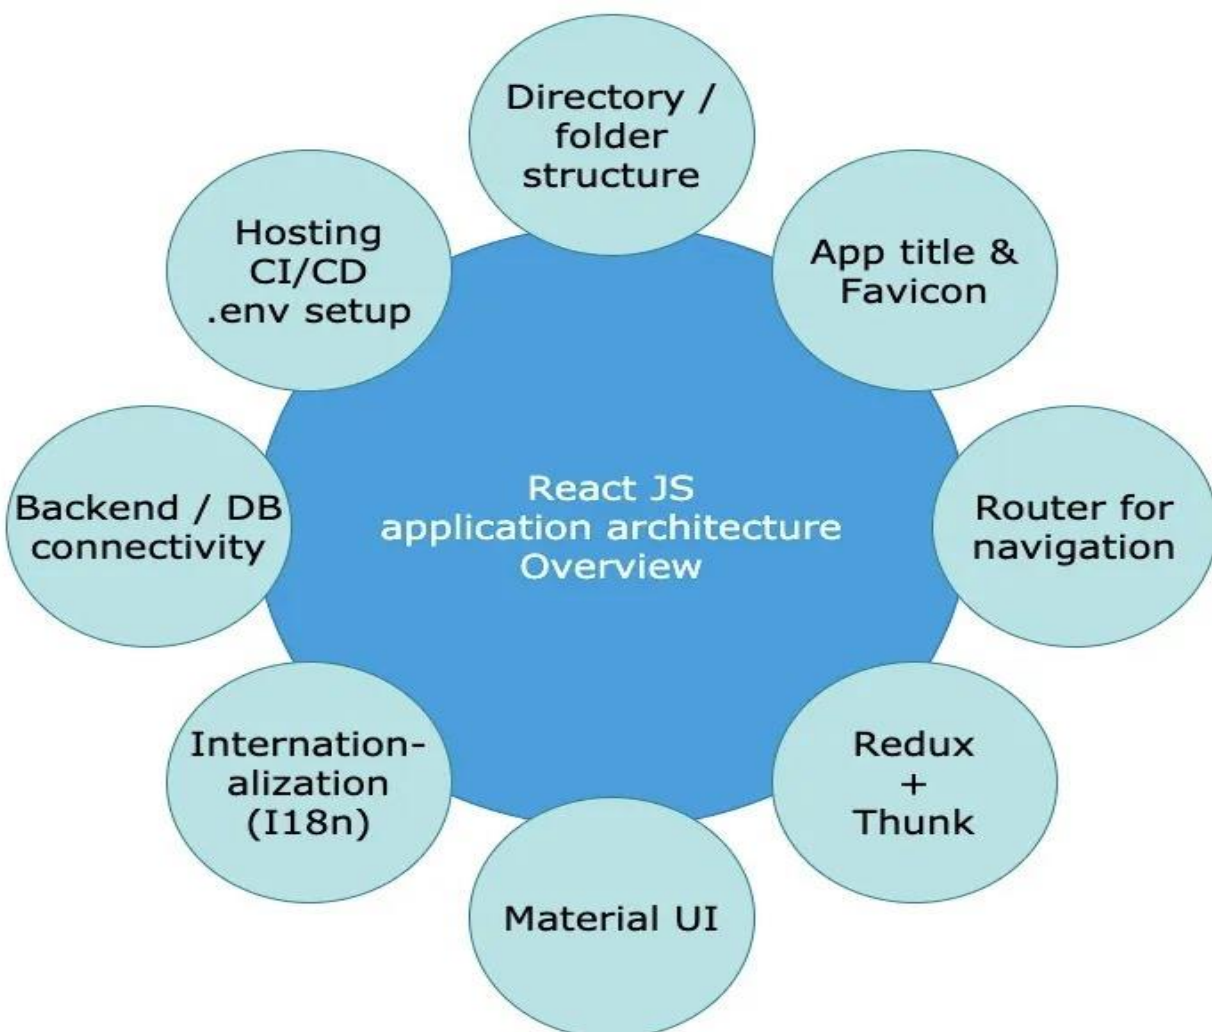 Directory /
folder
structure
App title &
Favicon
Router for
navigation
Redux
+
Thunk
Material UI
Internation-
alization
(I18n)
Backend / DB
connectivity
Hosting
CI/CD
.env setup
React JS
application architecture
Overview